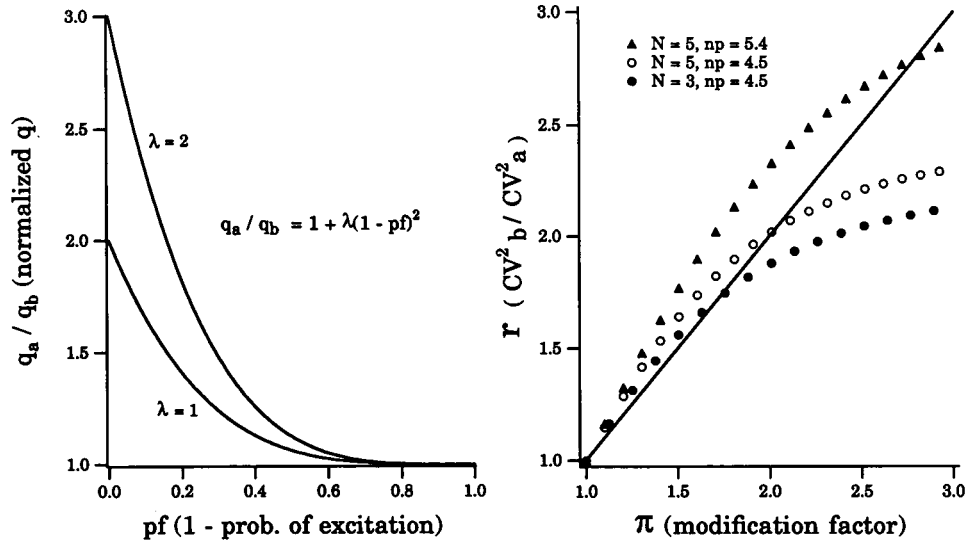 3.0
2.5
2.0
1.5
1.0
q_a / q_b (normalized q)
λ = 2
q_a / q_b = 1 + λ(1 - pf)^2
λ = 1
0.0 0.2 0.4 0.6 0.8 1.0
pf (1 - prob. of excitation)
3.0
2.5
2.0
1.5
1.0
r ( CV^2 b / CV^2 a )
▲ N = 5, np = 5.4
○ N = 5, np = 4.5
● N = 3, np = 4.5
1.0 1.5 2.0 2.5 3.0
π (modification factor)